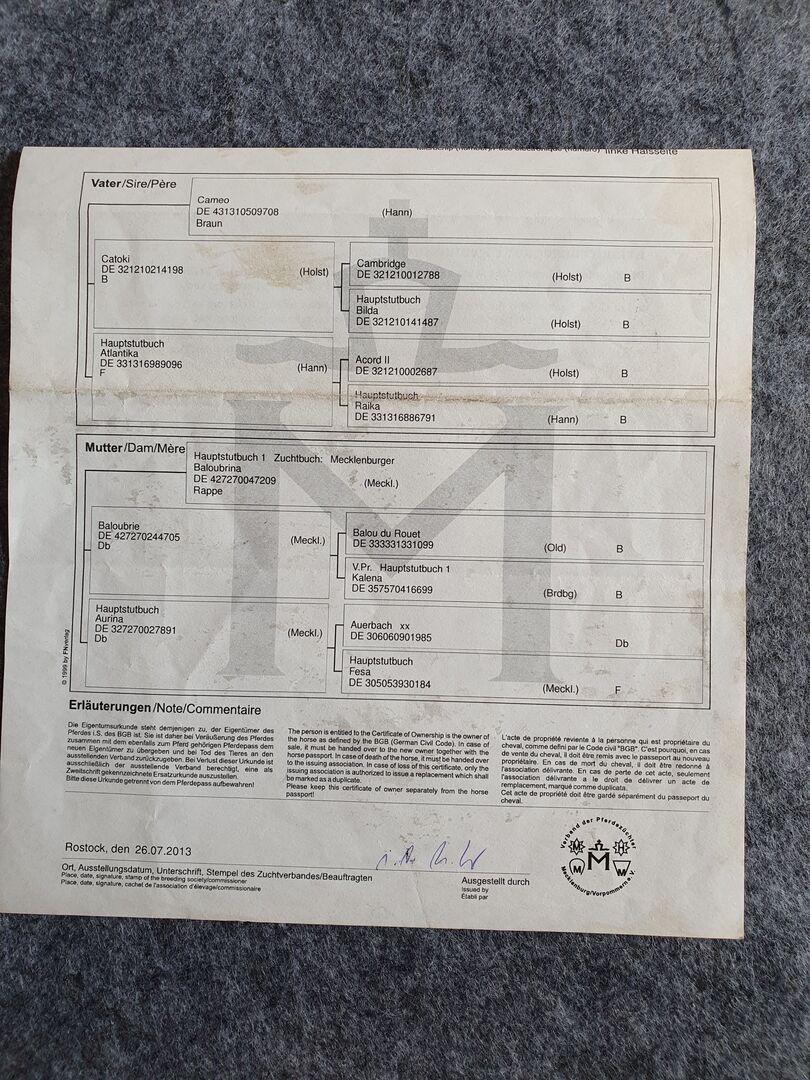 linke Halsseite
Vater/Sire/Père
Cameo
DE 431310509708 (Hann)
Braun
Catoki
DE 321210214198 (Holst)
B
Cambridge
DE 321210012788 (Holst) B
Hauptstutbuch
Bilda
DE 321210141487 (Holst) B
Hauptstutbuch
Atlantika
DE 331316989096 (Hann)
F
Acord II
DE 321210002687 (Holst) B
Hauptstutbuch
Raika
DE 331316886791 (Hann) B
Mutter/Dam/Mère
Hauptstutbuch 1 Zuchtbuch: Mecklenburger
Baloubrina
DE 427270047209 (Meckl.)
Rappe
Baloubrie
DE 427270244705 (Meckl.)
Db
Balou du Rouet
DE 333331331099 (Old) B
V.Pr. Hauptstutbuch 1
Kalena
DE 357570416699 (Brdbg) B
Hauptstutbuch
Aurina
DE 327270027891 (Meckl.)
Db
Auerbach xx
DE 306060901985 Db
Hauptstutbuch
Fesa
DE 305053930184 (Meckl.) F
© 1999 by FNverlag
Erläuterungen/Note/Commentaire
Die Eigentumsurkunde steht demjenigen zu, der Eigentümer des
Pferdes i.S. des BGB ist. Sie ist daher bei Veräußerung des Pferdes
zusammen mit dem ebenfalls zum Pferd gehörigen Pferdepass dem
neuen Eigentümer zu übergeben und bei Tod des Tieres an den
ausstellenden Verband zurückzugeben. Bei Verlust dieser Urkunde ist
ausschließlich der ausstellende Verband berechtigt, eine als
Zweitschrift gekennzeichnete Ersatzurkunde auszustellen.
Bitte diese Urkunde getrennt vom Pferdepass aufbewahren!
The person is entitled to the Certificate of Ownership is the owner of
the horse as defined by the BGB (German Civil Code). In case of
sale, it must be handed over to the new owner together with the
horse passport. In case of death of the horse, it must be handed over
to the issuing association. In case of loss of this certificate, only the
issuing association is authorized to issue a replacement which shall
be marked as a duplicate.
Please keep this certificate of owner separately from the horse
passport!
L'acte de propriété reviente à la personne qui est propriétaire du
cheval, comme defini par le Code civil "BGB". C'est pourquoi, en cas
de vente du cheval, il doit être remis avec le passeport au nouveau
propriétaire. En cas de mort du cheval, il doit être redonné à
l'association délivrante. En cas de perte de cet acte, seulement
l'association délivrante a le droit de délivrer un acte de
remplacement, marqué comme duplicata.
Cet acte de propriété doit être gardé séparément du passeport du
cheval.
Rostock, den 26.07.2013
Ort, Ausstellungsdatum, Unterschrift, Stempel des Zuchtverbandes/Beauftragten
Place, date, signature, stamp of the breeding society/commissioner
Place, date, signature, cachet de l'association d'élevage/commissionaire
Ausgestellt durch
Issued by
Établi par
Verband der Pferdezüchter
M M M
Mecklenburg/Vorpommern e.V.